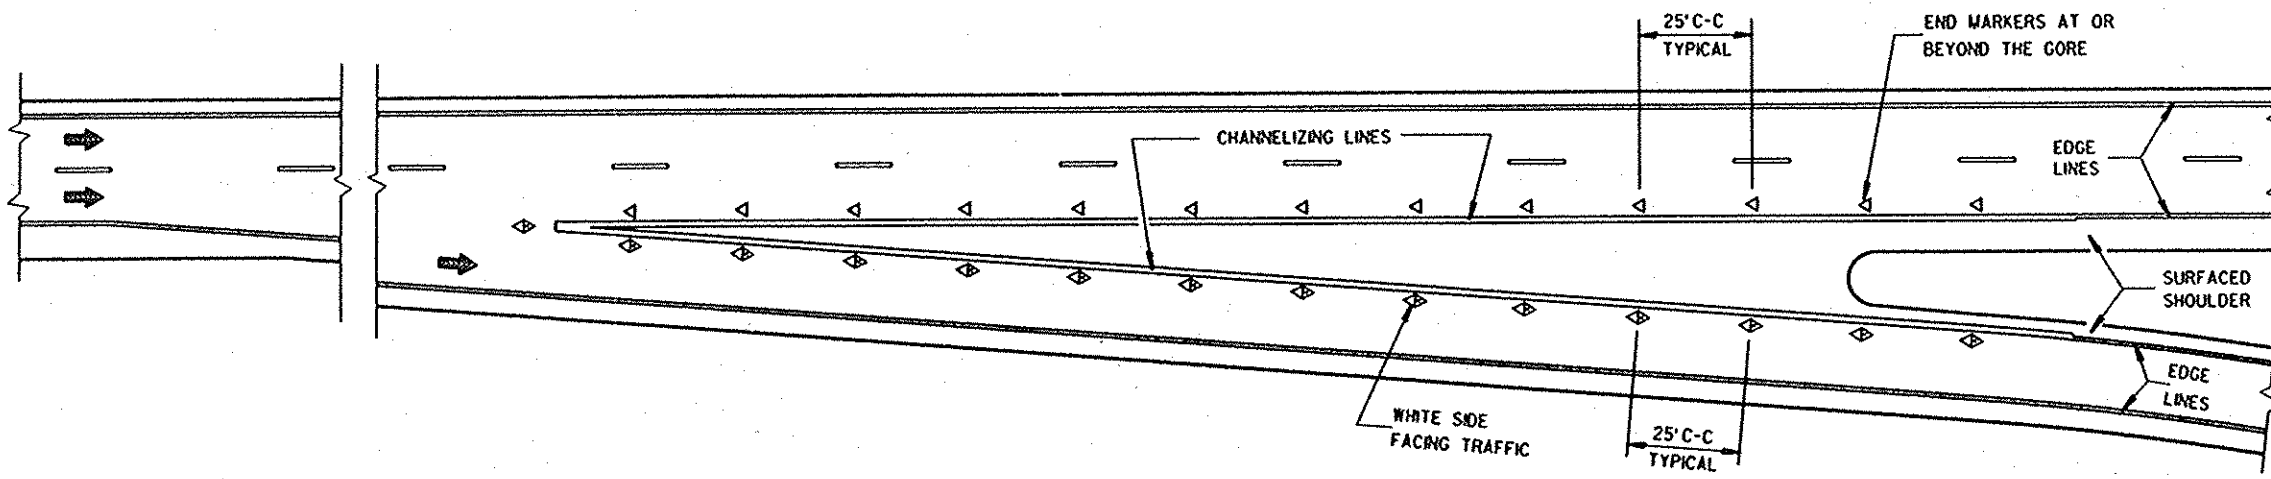 25' C-C
TYPICAL
END MARKERS AT OR
BEYOND THE GORE
CHANNELIZING LINES
EDGE
LINES
SURFACED
SHOULDER
WHITE SIDE
FACING TRAFFIC
25' C-C
TYPICAL
EDGE
LINES